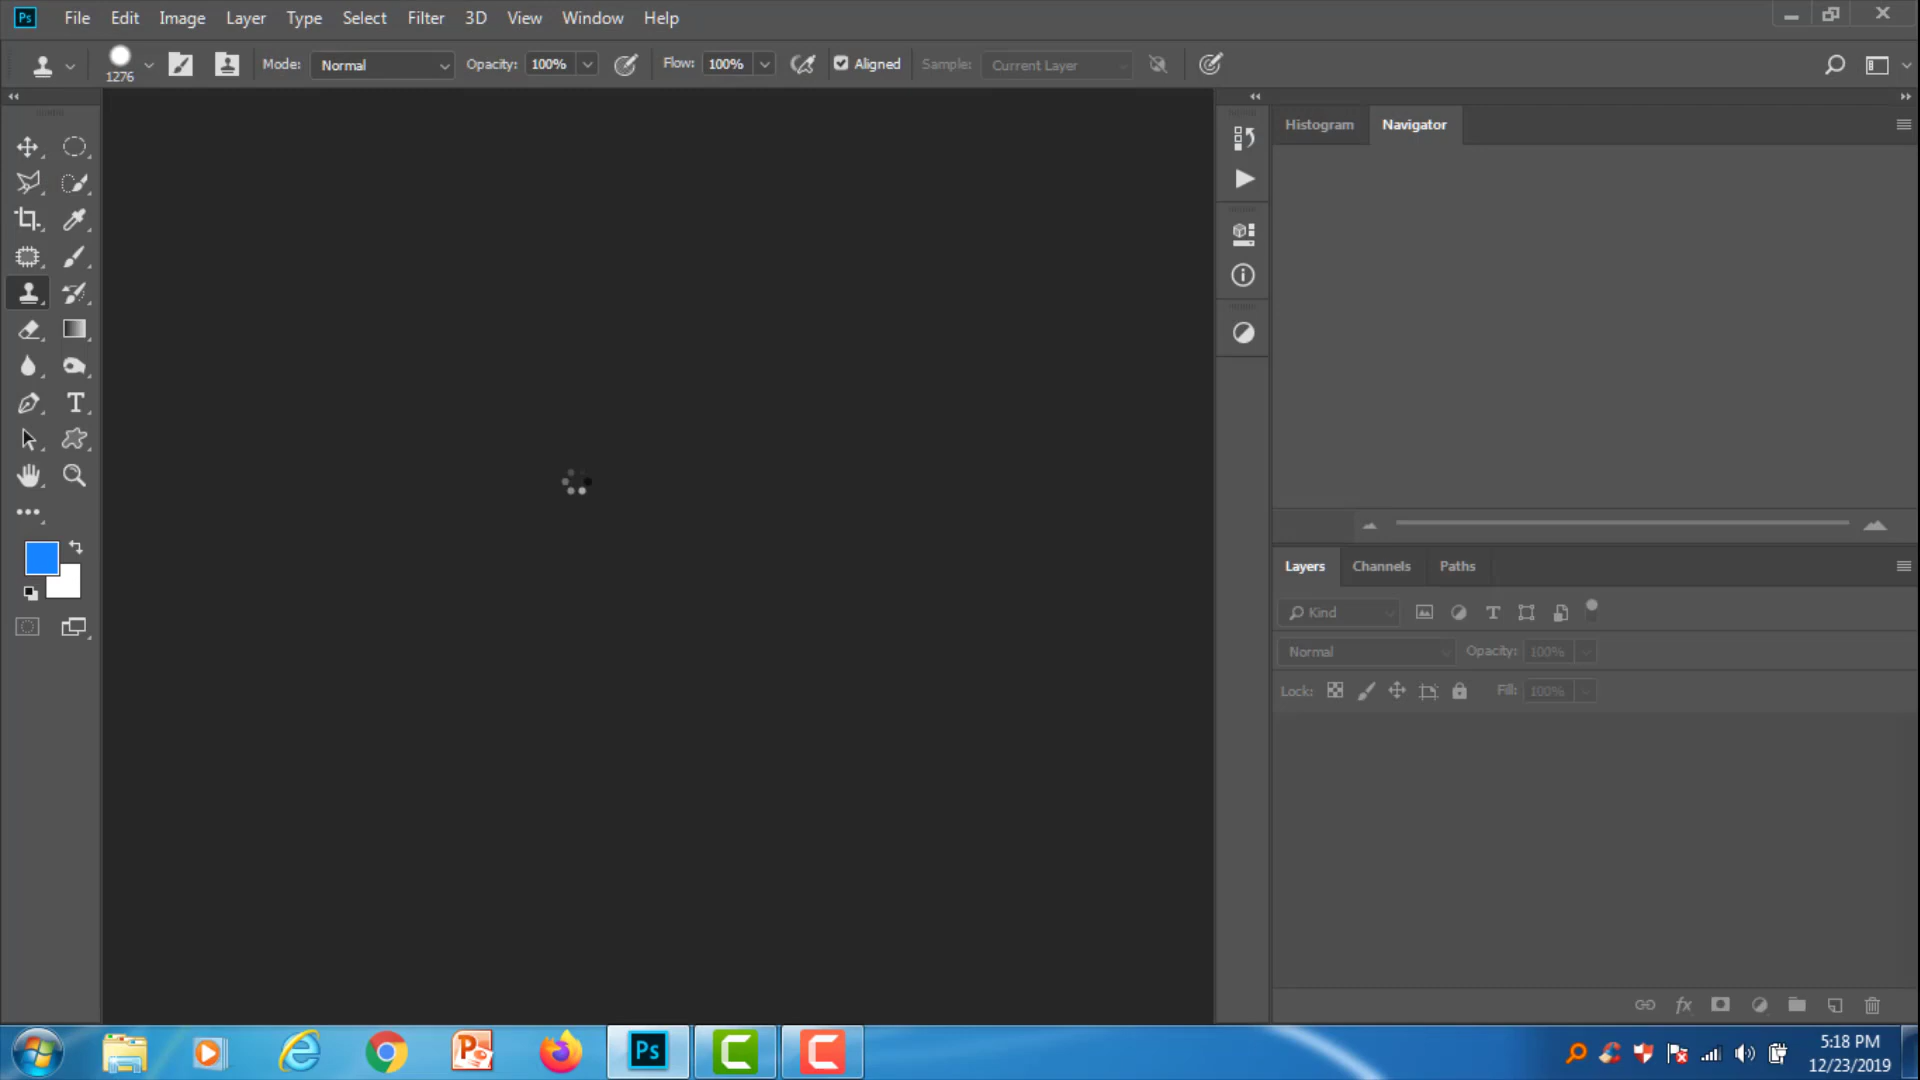 Ps File Edit Image Layer Type Select Filter 3D View Window Help
1276 Mode: Normal Opacity: 100% Flow: 100% Aligned Sample: Current Layer
Histogram Navigator
Layers Channels Paths
Kind
Normal Opacity: 100%
Lock: Fill: 100%
fx
Ps
5:18 PM
12/23/2019